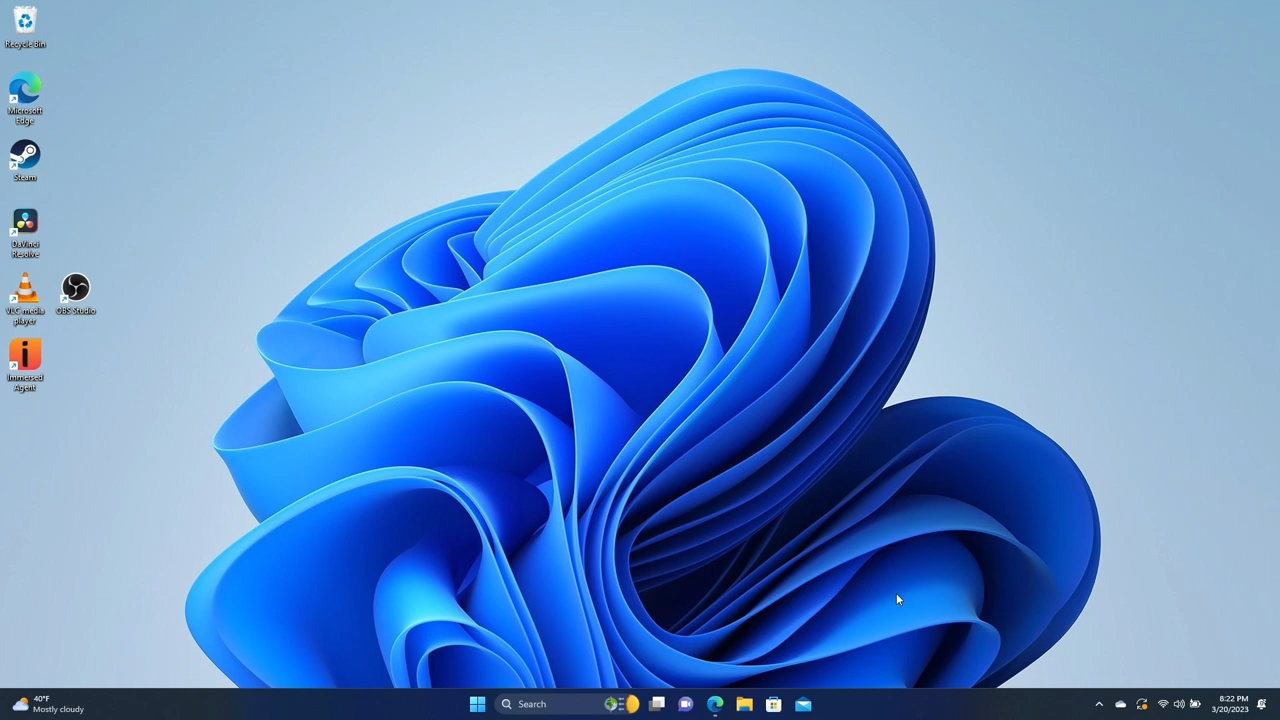 Recycle Bin
Microsoft
Edge
Steam
DaVinci
Resolve
VLC media
player
OBS Studio
i
Immersed
Agent
40°F
Mostly cloudy
Search
8:22 PM
3/20/2023